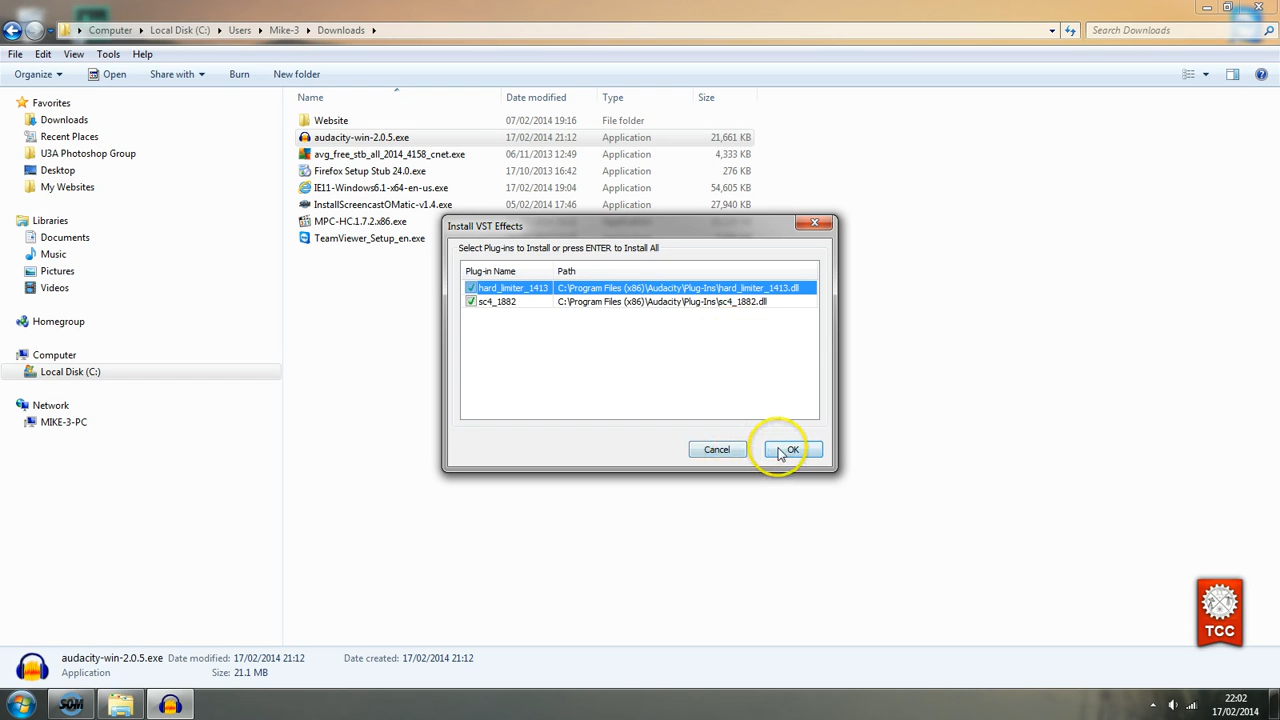 Computer Local Disk (C:) Users Mike-3 Downloads Search Downloads
File Edit View Tools Help
Organize Open Share with Burn New folder
Favorites
Downloads
Recent Places
U3A Photoshop Group
Desktop
My Websites
Libraries
Documents
Music
Pictures
Videos
Homegroup
Computer
Local Disk (C:)
Network
MIKE-3-PC
Name Date modified Type Size
Website 07/02/2014 19:16 File folder
audacity-win-2.0.5.exe 17/02/2014 21:12 Application 21,661 KB
avg_free_stb_all_2014_4158_cnet.exe 06/11/2013 12:49 Application 4,333 KB
Firefox Setup Stub 24.0.exe 17/10/2013 16:42 Application 276 KB
IE11-Windows6.1-x64-en-us.exe 17/02/2014 19:04 Application 54,605 KB
InstallScreencastOMatic-v1.4.exe 05/02/2014 17:46 Application 27,940 KB
MPC-HC.1.7.2.x86.exe
TeamViewer_Setup_en.exe
Install VST Effects
Select Plug-ins to Install or press ENTER to Install All
Plug-in Name Path
hard_limiter_1413 C:\Program Files (x86)\Audacity\Plug-Ins\hard_limiter_1413.dll
sc4_1882 C:\Program Files (x86)\Audacity\Plug-Ins\sc4_1882.dll
Cancel OK
TCC
audacity-win-2.0.5.exe Date modified: 17/02/2014 21:12 Date created: 17/02/2014 21:12
Application Size: 21.1 MB
SOM
22:02
17/02/2014